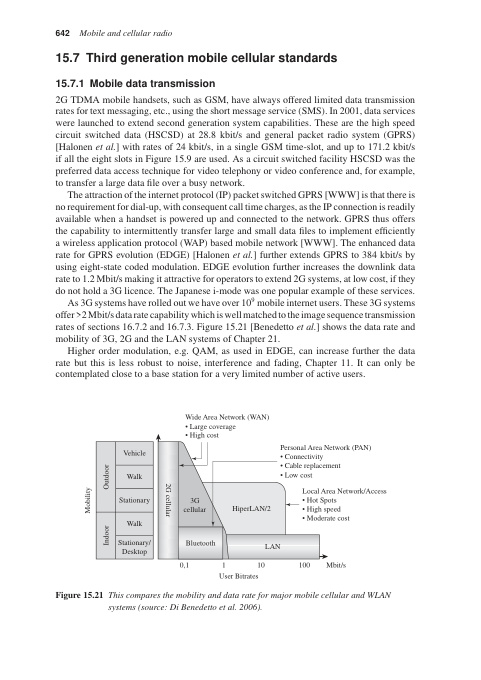 642 Mobile and cellular radio
15.7 Third generation mobile cellular standards
15.7.1 Mobile data transmission
2G TDMA mobile handsets, such as GSM, have always offered limited data transmission
rates for text messaging, etc., using the short message service (SMS). In 2001, data services
were launched to extend second generation system capabilities. These are the high speed
circuit switched data (HSCSD) at 28.8 kbit/s and general packet radio system (GPRS)
[Halonen et al.] with rates of 24 kbit/s, in a single GSM time-slot, and up to 171.2 kbit/s
if all the eight slots in Figure 15.9 are used. As a circuit switched facility HSCSD was the
preferred data access technique for video telephony or video conference and, for example,
to transfer a large data file over a busy network.
The attraction of the internet protocol (IP) packet switched GPRS [WWW] is that there is
no requirement for dial-up, with consequent call time charges, as the IP connection is readily
available when a handset is powered up and connected to the network. GPRS thus offers
the capability to intermittently transfer large and small data files to implement efficiently
a wireless application protocol (WAP) based mobile network [WWW]. The enhanced data
rate for GPRS evolution (EDGE) [Halonen et al.] further extends GPRS to 384 kbit/s by
using eight-state coded modulation. EDGE evolution further increases the downlink data
rate to 1.2 Mbit/s making it attractive for operators to extend 2G systems, at low cost, if they
do not hold a 3G licence. The Japanese i-mode was one popular example of these services.
As 3G systems have rolled out we have over 10⁹ mobile internet users. These 3G systems
offer >2 Mbit/s data rate capability which is well matched to the image sequence transmission
rates of sections 16.7.2 and 16.7.3. Figure 15.21 [Benedetto et al.] shows the data rate and
mobility of 3G, 2G and the LAN systems of Chapter 21.
Higher order modulation, e.g. QAM, as used in EDGE, can increase further the data
rate but this is less robust to noise, interference and fading, Chapter 11. It can only be
contemplated close to a base station for a very limited number of active users.
Wide Area Network (WAN)
• Large coverage
• High cost
Personal Area Network (PAN)
• Connectivity
• Cable replacement
• Low cost
Local Area Network/Access
• Hot Spots
• High speed
• Moderate cost
Mobility
Outdoor
Indoor
Vehicle
Walk
Stationary
Walk
Stationary/
Desktop
2G cellular
3G
cellular
HiperLAN/2
Bluetooth
LAN
0,1 1 10 100 Mbit/s
User Bitrates
Figure 15.21 This compares the mobility and data rate for major mobile cellular and WLAN
systems (source: Di Benedetto et al. 2006).